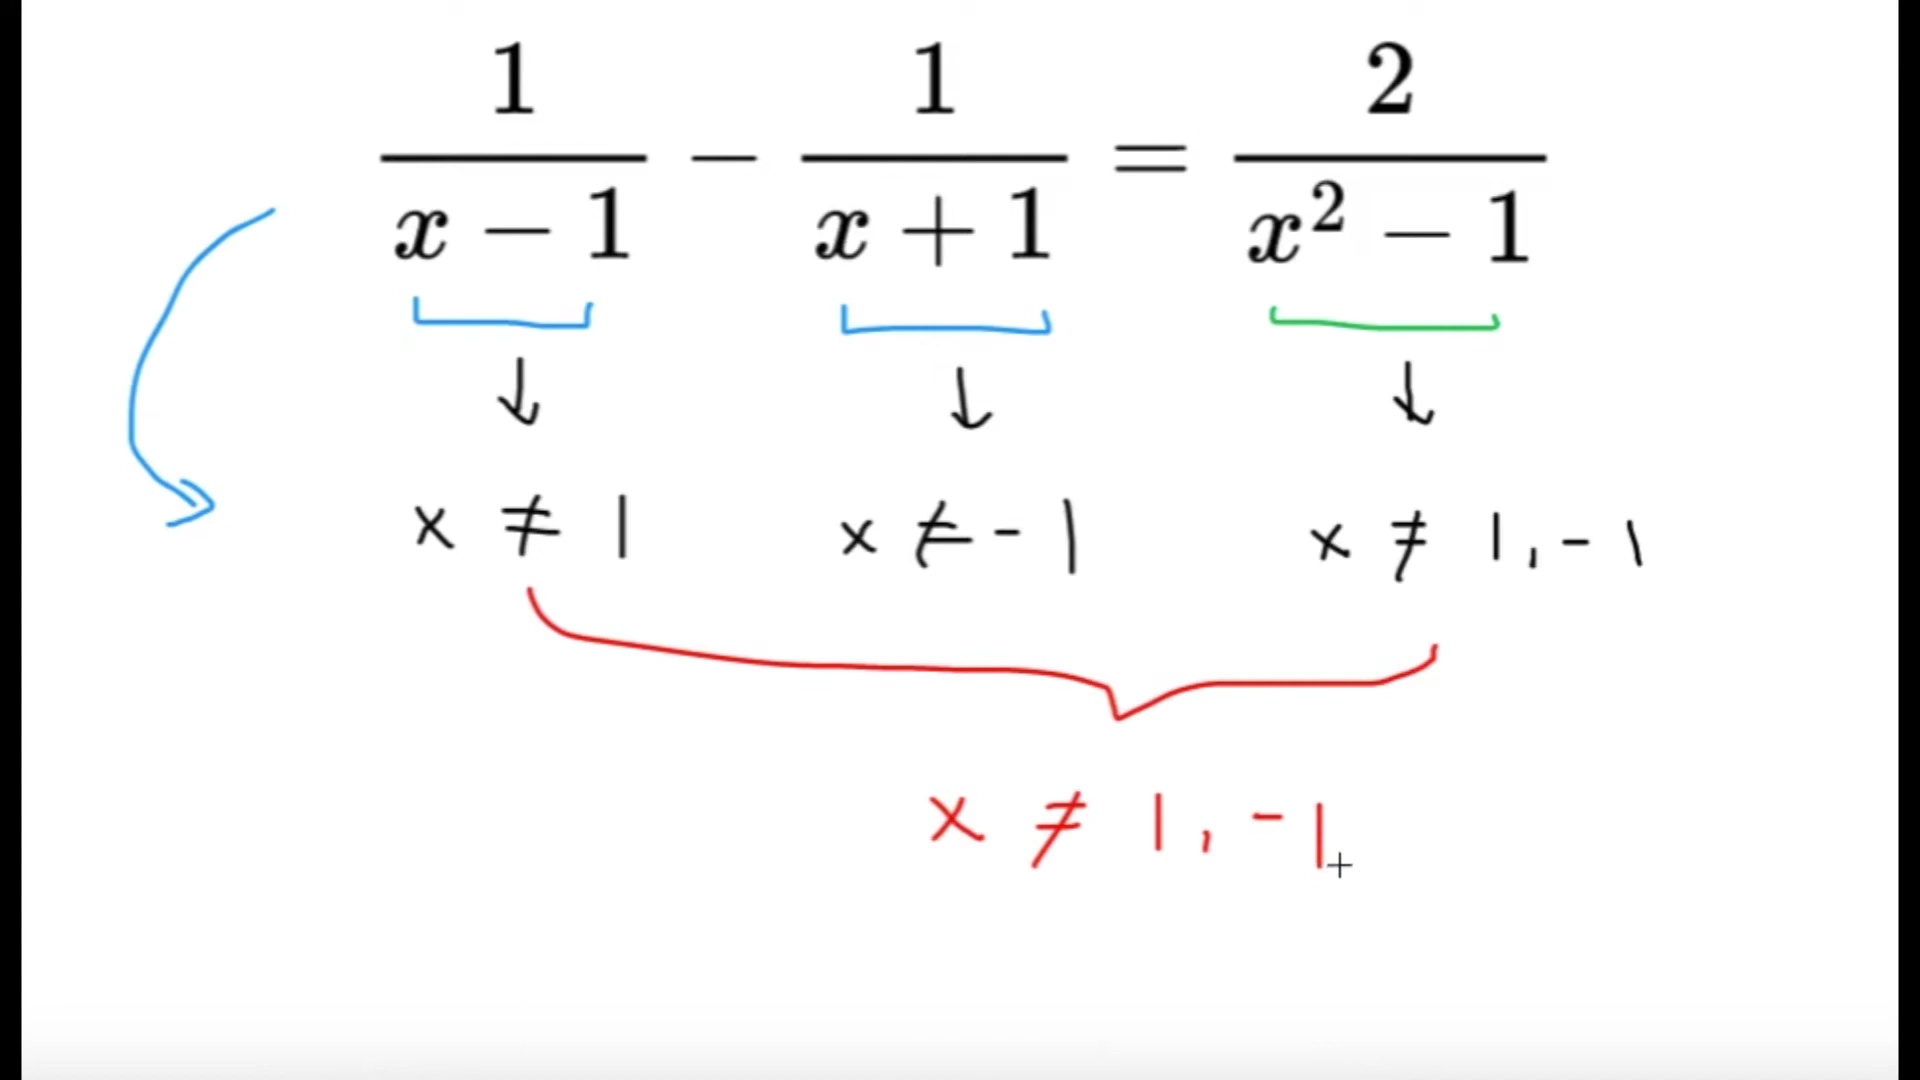 1/(x − 1) − 1/(x + 1) = 2/(x² − 1)
x ≠ 1 x ≠ -1 x ≠ 1, -1
x ≠ 1, -1